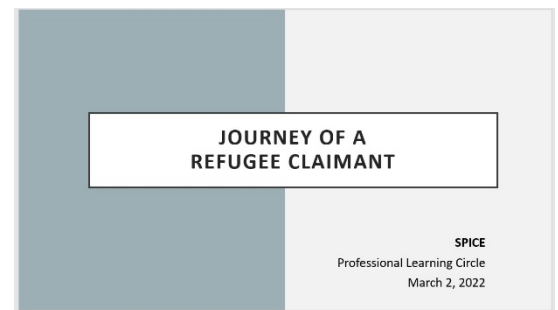 JOURNEY OF A
REFUGEE CLAIMANT
SPICE
Professional Learning Circle
March 2, 2022